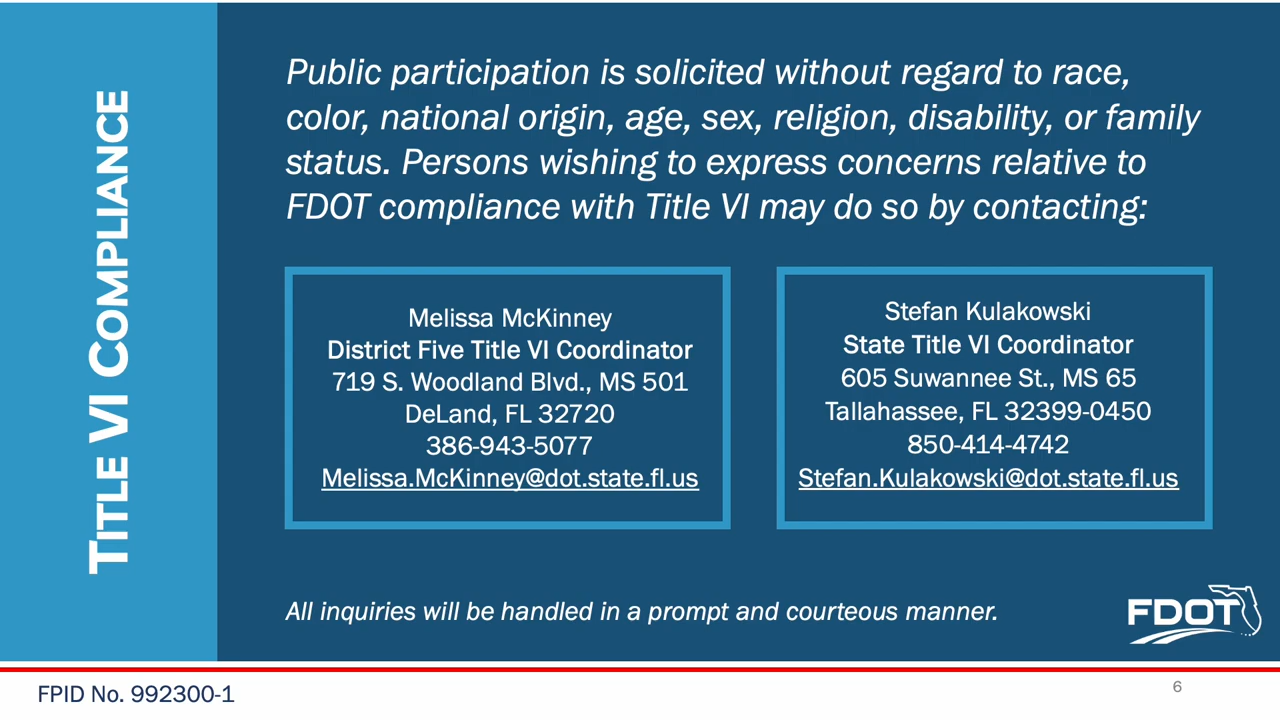 TITLE VI COMPLIANCE
Public participation is solicited without regard to race,
color, national origin, age, sex, religion, disability, or family
status. Persons wishing to express concerns relative to
FDOT compliance with Title VI may do so by contacting:
Melissa McKinney
District Five Title VI Coordinator
719 S. Woodland Blvd., MS 501
DeLand, FL 32720
386-943-5077
Melissa.McKinney@dot.state.fl.us
Stefan Kulakowski
State Title VI Coordinator
605 Suwannee St., MS 65
Tallahassee, FL 32399-0450
850-414-4742
Stefan.Kulakowski@dot.state.fl.us
All inquiries will be handled in a prompt and courteous manner.
FDOT
FPID No. 992300-1
6